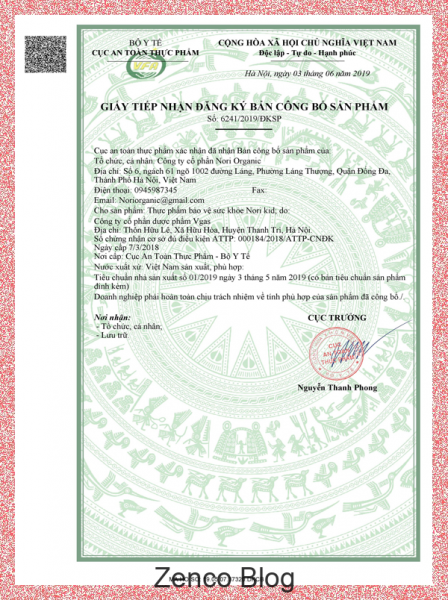 BỘ Y TẾ
CỤC AN TOÀN THỰC PHẨM
VFA
CỘNG HÒA XÃ HỘI CHỦ NGHĨA VIỆT NAM
Độc lập - Tự do - Hạnh phúc
Hà Nội, ngày 03 tháng 06 năm 2019
GIẤY TIẾP NHẬN ĐĂNG KÝ BẢN CÔNG BỐ SẢN PHẨM
Số: 6241/2019/ĐKSP
Cục an toàn thực phẩm xác nhận đã nhận Bản công bố sản phẩm của:
Tổ chức, cá nhân: Công ty cổ phần Nori Organic
Địa chỉ: Số 6, ngách 61 ngõ 1002 đường Láng, Phường Láng Thượng, Quận Đống Đa,
Thành Phố Hà Nội, Việt Nam
Điện thoại: 0945987345 Fax:
Email: Noriorganic@gmail.com
Cho sản phẩm: Thực phẩm bảo vệ sức khỏe Nori kid; do:
Công ty cổ phần dược phẩm Vgas
Địa chỉ: Thôn Hữu Lê, Xã Hữu Hòa, Huyện Thanh Trì, Hà Nội.
Số chứng nhận cơ sở đủ điều kiện ATTP: 000184/2018/ATTP-CNĐK
Ngày cấp 7/3/2018
Nơi cấp: Cục An Toàn Thực Phẩm - Bộ Y Tế
Nước xuất xứ: Việt Nam sản xuất, phù hợp:
Tiêu chuẩn nhà sản xuất số 01/2019 ngày 3 tháng 5 năm 2019 (có bản tiêu chuẩn sản phẩm
đính kèm)
Doanh nghiệp phải hoàn toàn chịu trách nhiệm về tính phù hợp của sản phẩm đã công bố./.
Nơi nhận:
- Tổ chức, cá nhân;
- Lưu trữ
CỤC TRƯỞNG
CỤC
AN TOÀN
THỰC PHẨM
Nguyễn Thanh Phong
Zenco Blog